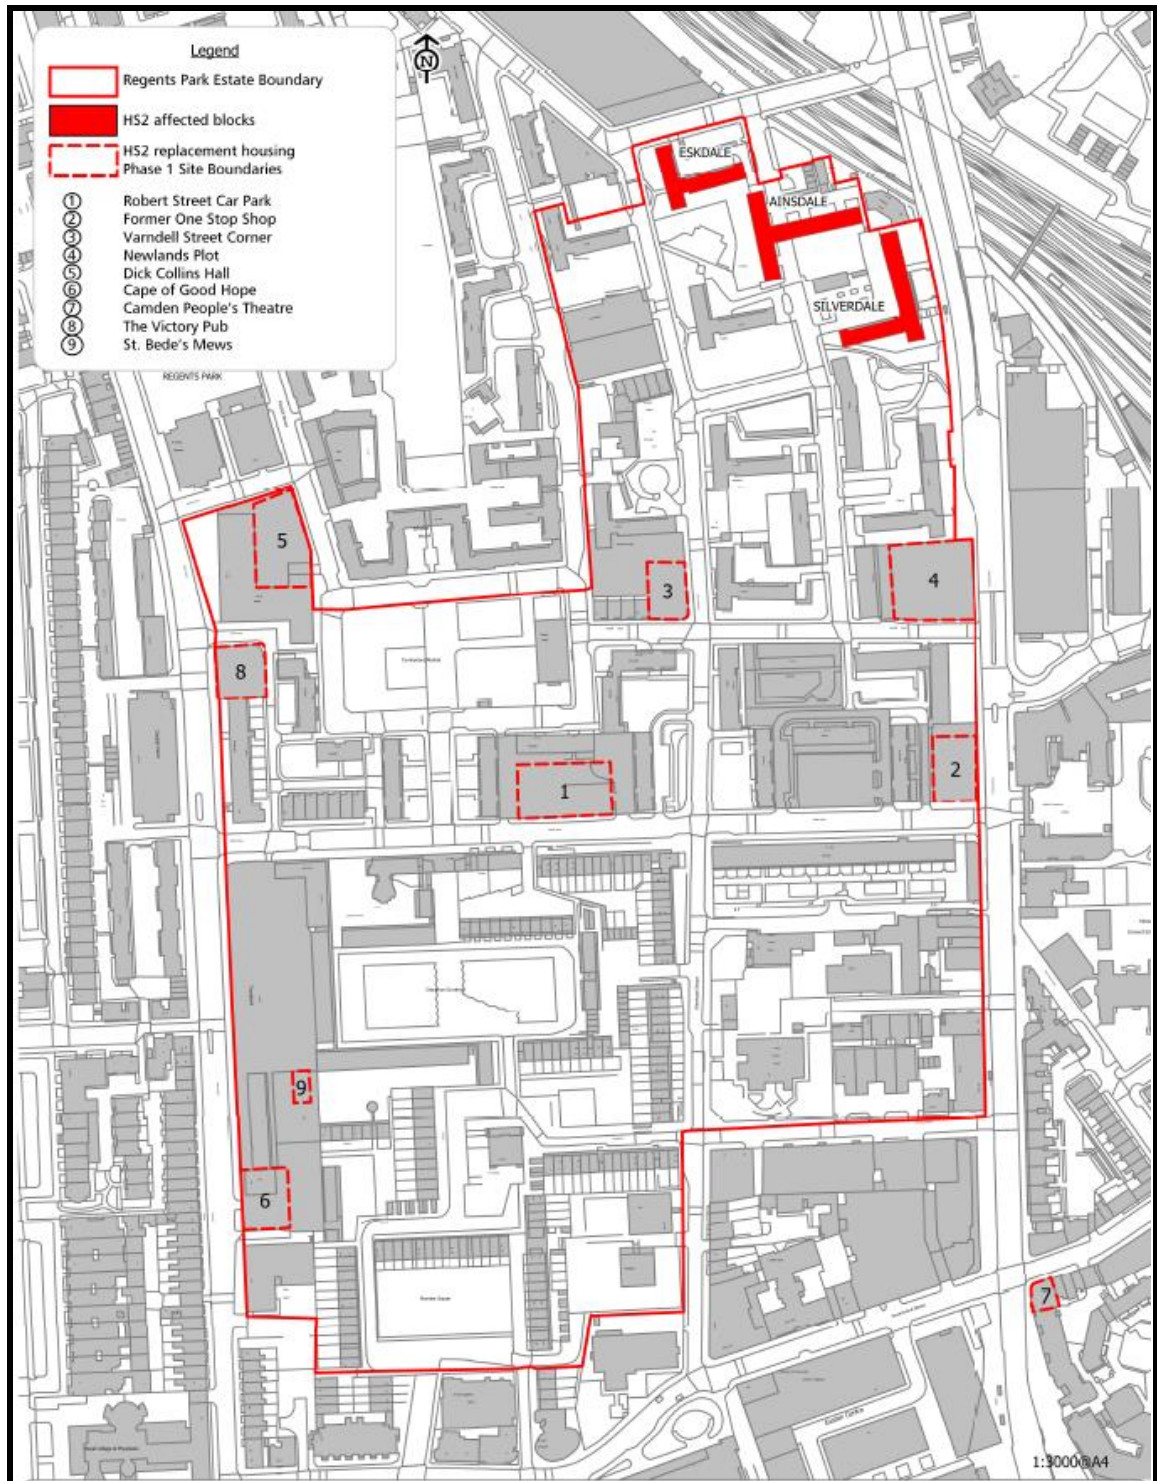 Legend
N
Regents Park Estate Boundary
HS2 affected blocks
HS2 replacement housing
Phase 1 Site Boundaries
1 Robert Street Car Park
2 Former One Stop Shop
3 Varndell Street Corner
4 Newlands Plot
5 Dick Collins Hall
6 Cape of Good Hope
7 Camden People's Theatre
8 The Victory Pub
9 St. Bede's Mews
ESKDALE
AINSDALE
SILVERDALE
REGENTS PARK
5
4
3
8
2
1
9
6
7
1:3000@A4